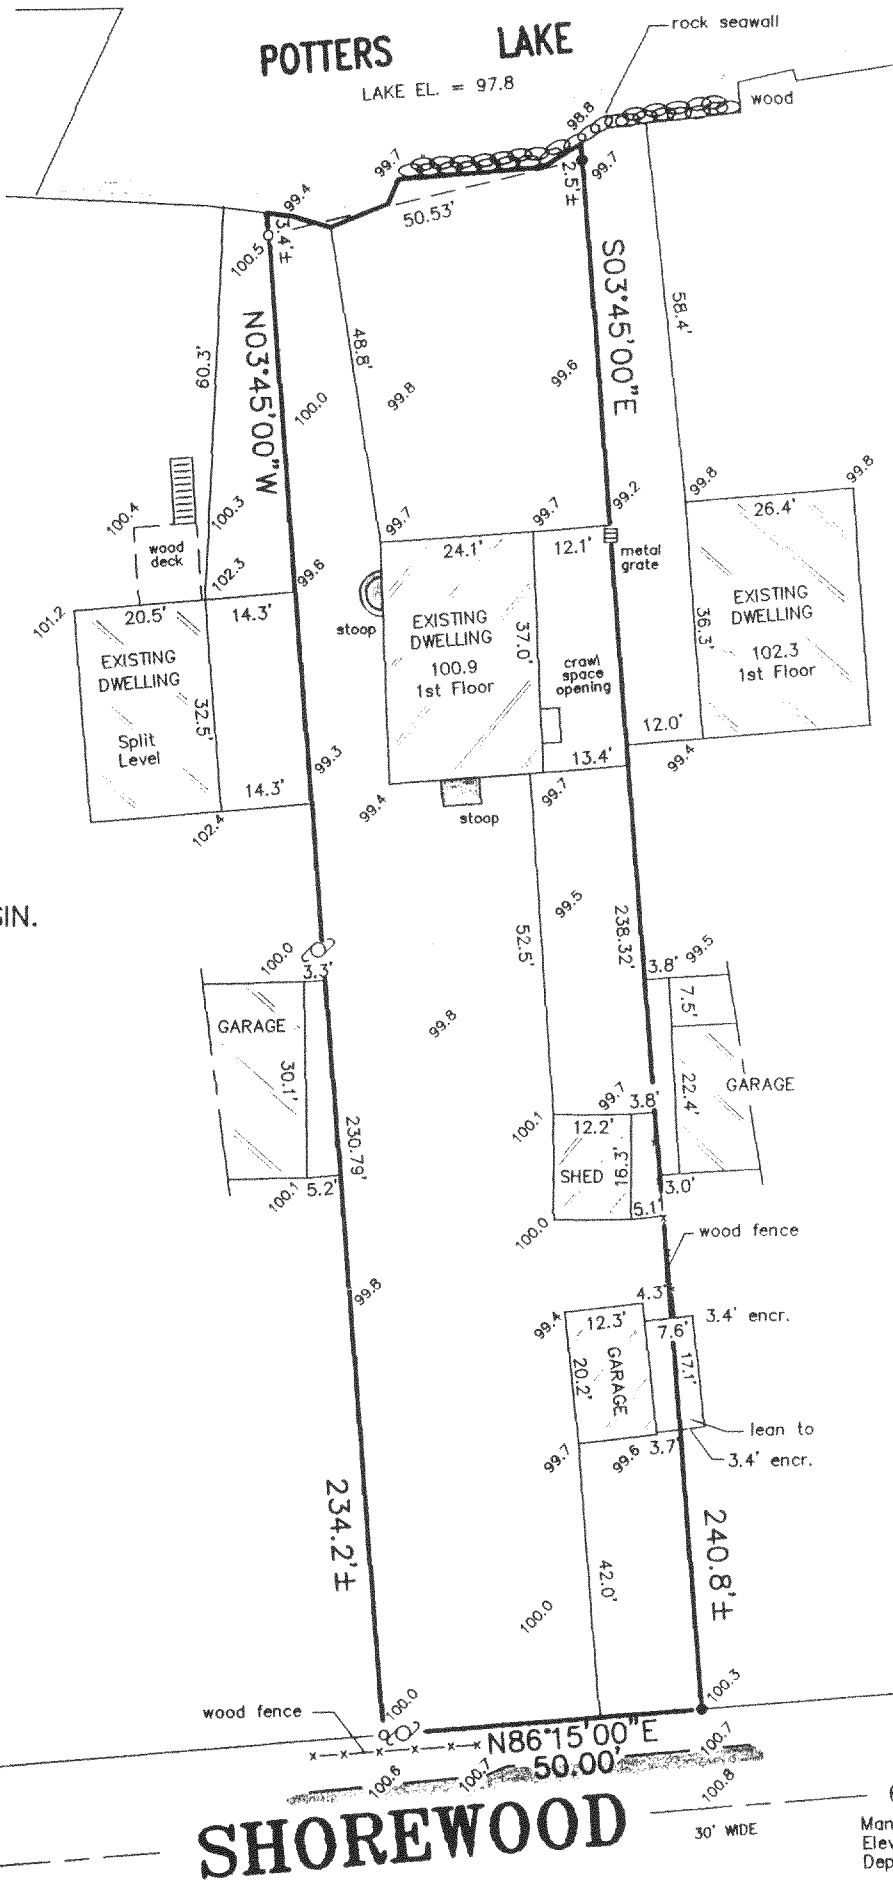 POTTERS LAKE
LAKE EL. = 97.8
rock seawall
wood
98.8
99.7
99.7
2.5'±
99.4
50.53'
3.4'±
100.5
N03°45'00"W
S03°45'00"E
58.4'
60.3'
48.8'
99.6
99.8
100.0
100.4
100.3
wood
deck
102.3
99.6
99.7
99.7
99.2
99.8
99.8
26.4'
24.1'
12.1'
metal
grate
101.2
20.5'
14.3'
stoop
EXISTING
DWELLING
Split
Level
32.5'
EXISTING
DWELLING
100.9
1st Floor
37.0'
crawl
space
opening
36.3'
EXISTING
DWELLING
102.3
1st Floor
12.0'
13.4'
99.4
99.3
14.3'
102.4
99.4
stoop
99.7
GIN.
99.5
52.5'
238.32'
100.0
3.3'
3.8'
99.5
7.5'
GARAGE
30.1'
99.8
22.4'
GARAGE
99.7
3.8'
100.1
12.2'
230.79'
SHED
16.3'
100.1
5.2'
3.0'
100.0
5.1'
wood fence
99.8
4.3'
99.4
12.3'
7.6'
3.4' encr.
20.2'
GARAGE
17.1'
lean to
99.7
99.6
3.7'
3.4' encr.
234.2'±
240.8'±
42.0'
100.0
100.3
wood fence
100.0
N86°15'00"E
50.00'
100.7
100.6
100.7
100.8
SHOREWOOD
30' WIDE
Man
Elev
Dep